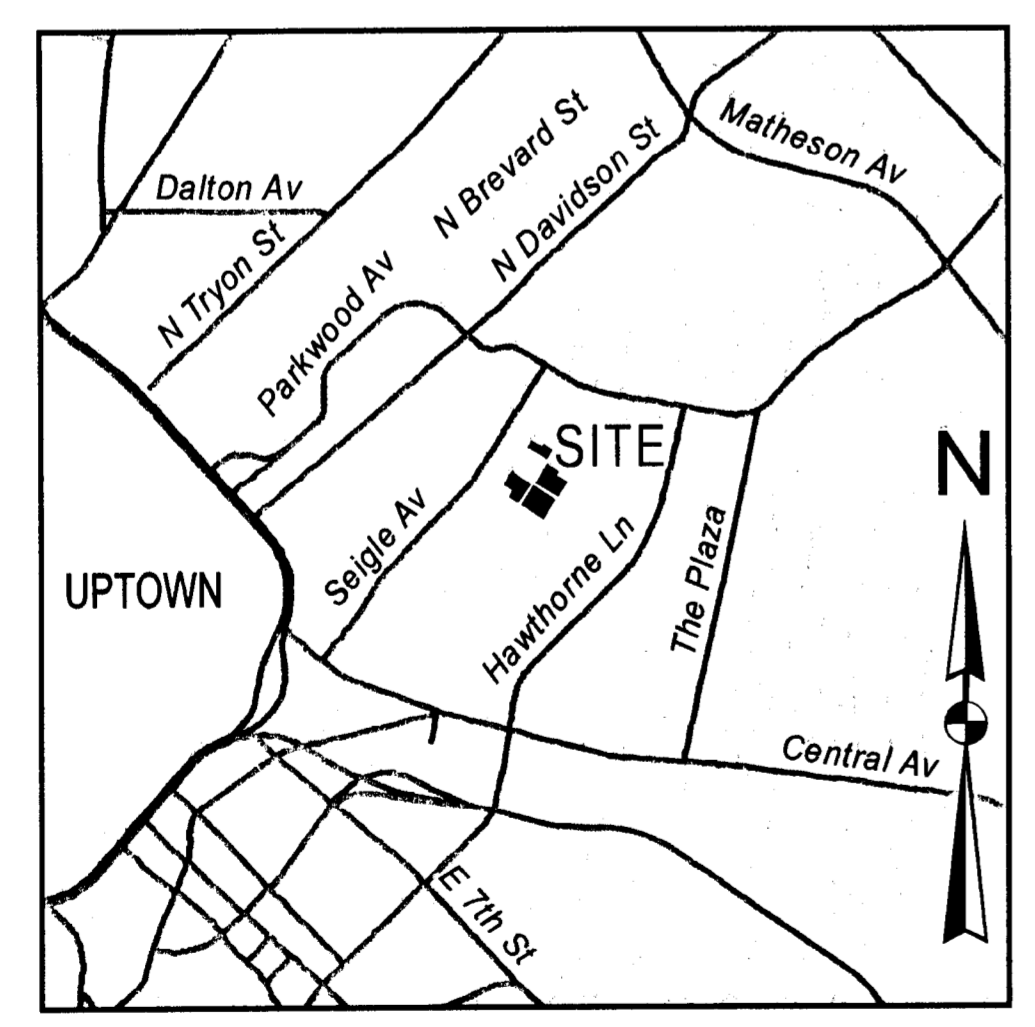 Matheson Av
N Brevard St
N Davidson St
Dalton Av
N Tryon St
Parkwood Av
SITE
N
Seigle Av
Hawthorne Ln
The Plaza
UPTOWN
Central Av
E 7th St